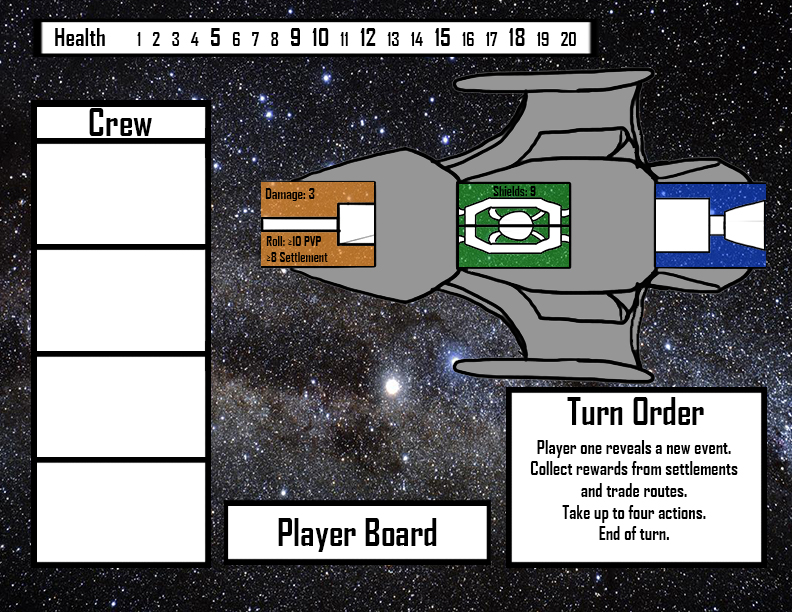 Health 1 2 3 4 5 6 7 8 9 10 11 12 13 14 15 16 17 18 19 20
Crew
Damage: 3
Roll: ≥10 PVP
≥8 Settlement
Shields: 9
Turn Order
Player one reveals a new event.
Collect rewards from settlements
and trade routes.
Take up to four actions.
End of turn.
Player Board